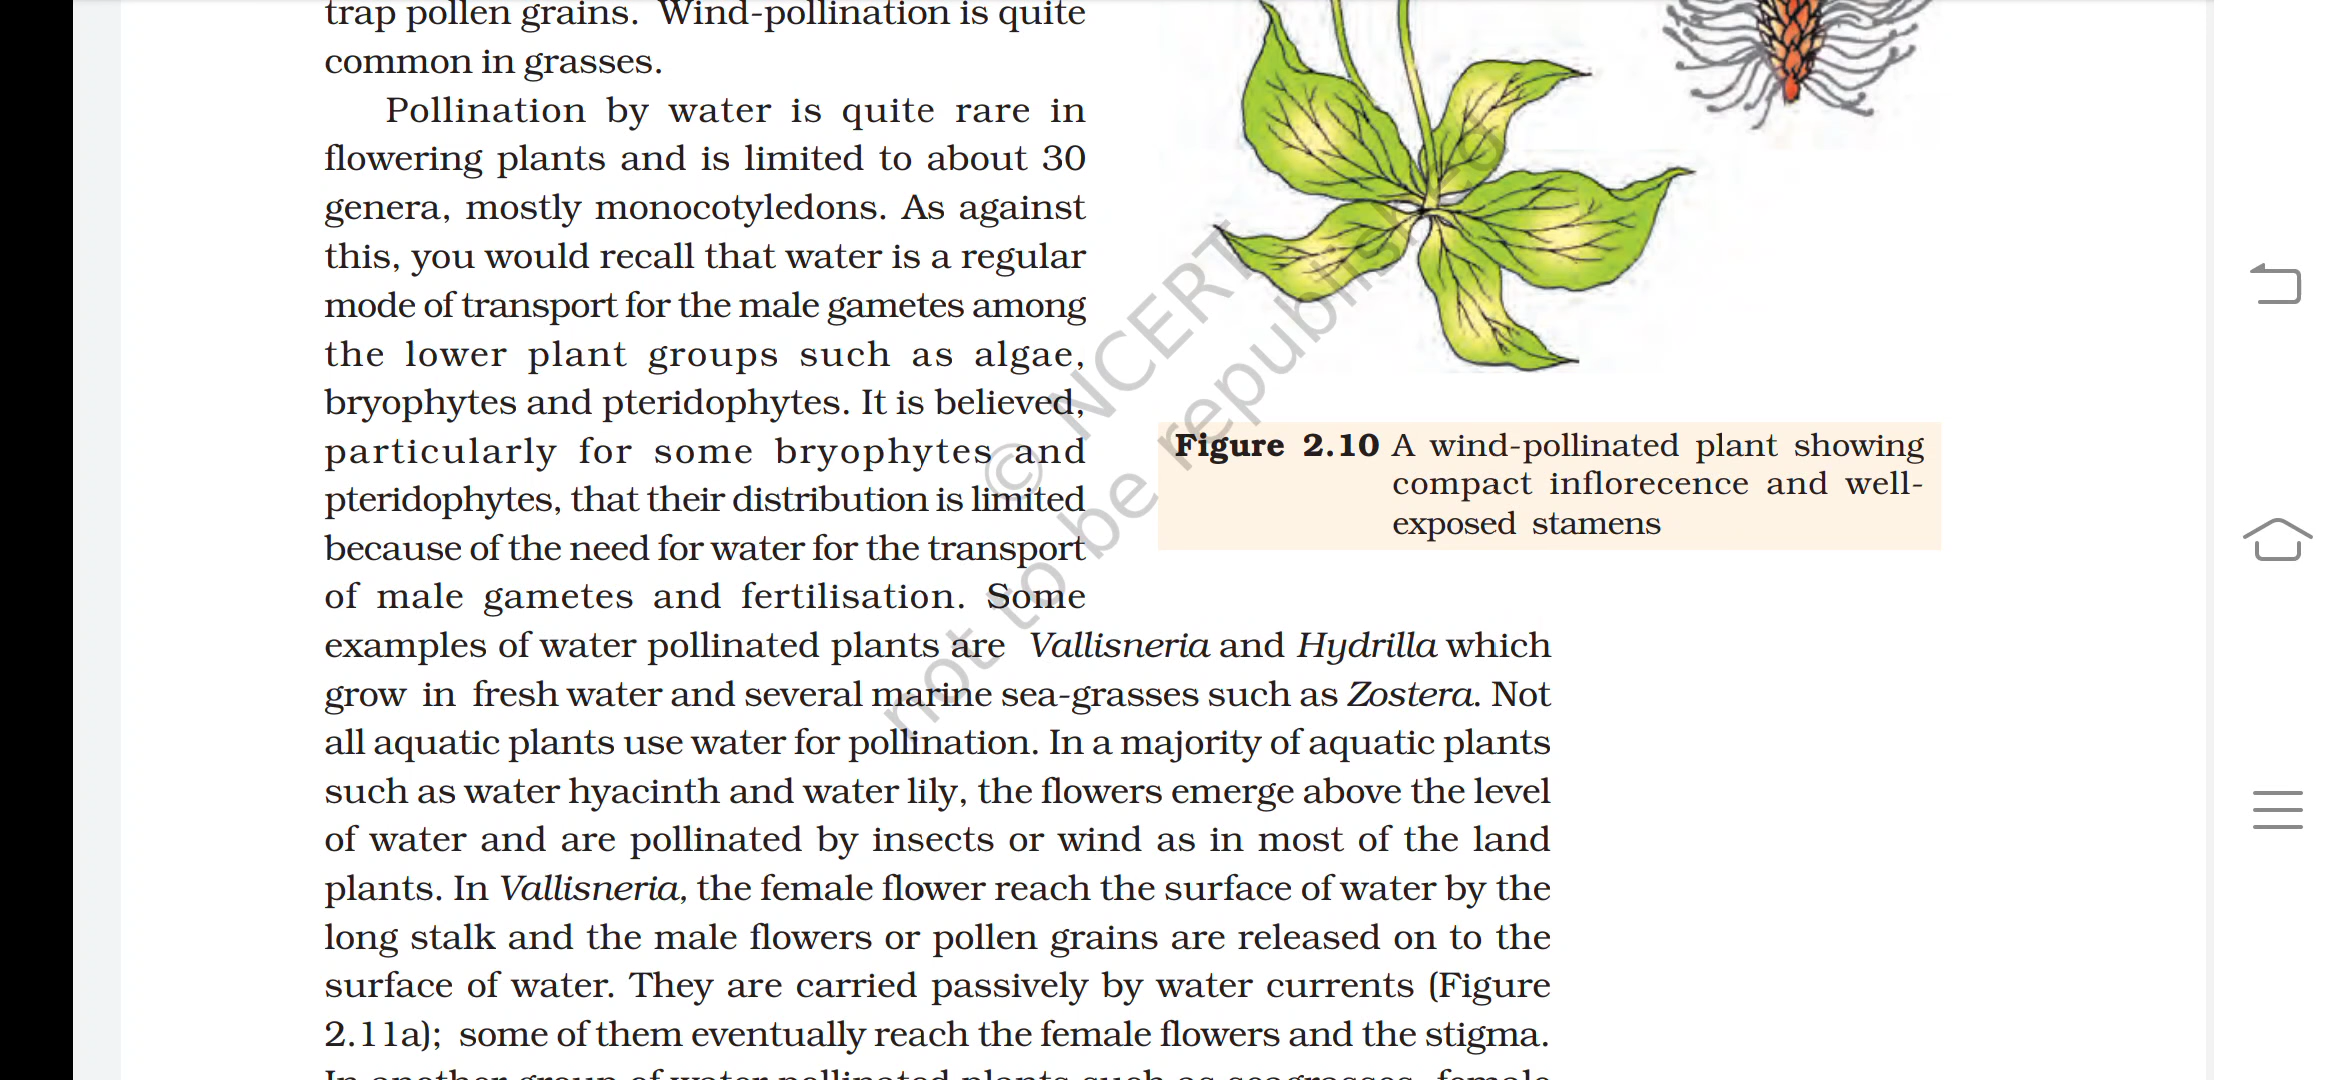 trap pollen grains. Wind-pollination is quite
common in grasses.
Pollination by water is quite rare in
flowering plants and is limited to about 30
genera, mostly monocotyledons. As against
this, you would recall that water is a regular
mode of transport for the male gametes among
the lower plant groups such as algae,
bryophytes and pteridophytes. It is believed,
particularly for some bryophytes and
pteridophytes, that their distribution is limited
because of the need for water for the transport
of male gametes and fertilisation. Some
examples of water pollinated plants are Vallisneria and Hydrilla which
grow in fresh water and several marine sea-grasses such as Zostera. Not
all aquatic plants use water for pollination. In a majority of aquatic plants
such as water hyacinth and water lily, the flowers emerge above the level
of water and are pollinated by insects or wind as in most of the land
plants. In Vallisneria, the female flower reach the surface of water by the
long stalk and the male flowers or pollen grains are released on to the
surface of water. They are carried passively by water currents (Figure
2.11a); some of them eventually reach the female flowers and the stigma.
In another group of water pollinated plants such as seagrasses, female
Figure 2.10 A wind-pollinated plant showing
compact inflorecence and well-
exposed stamens
© NCERT
not to be republished